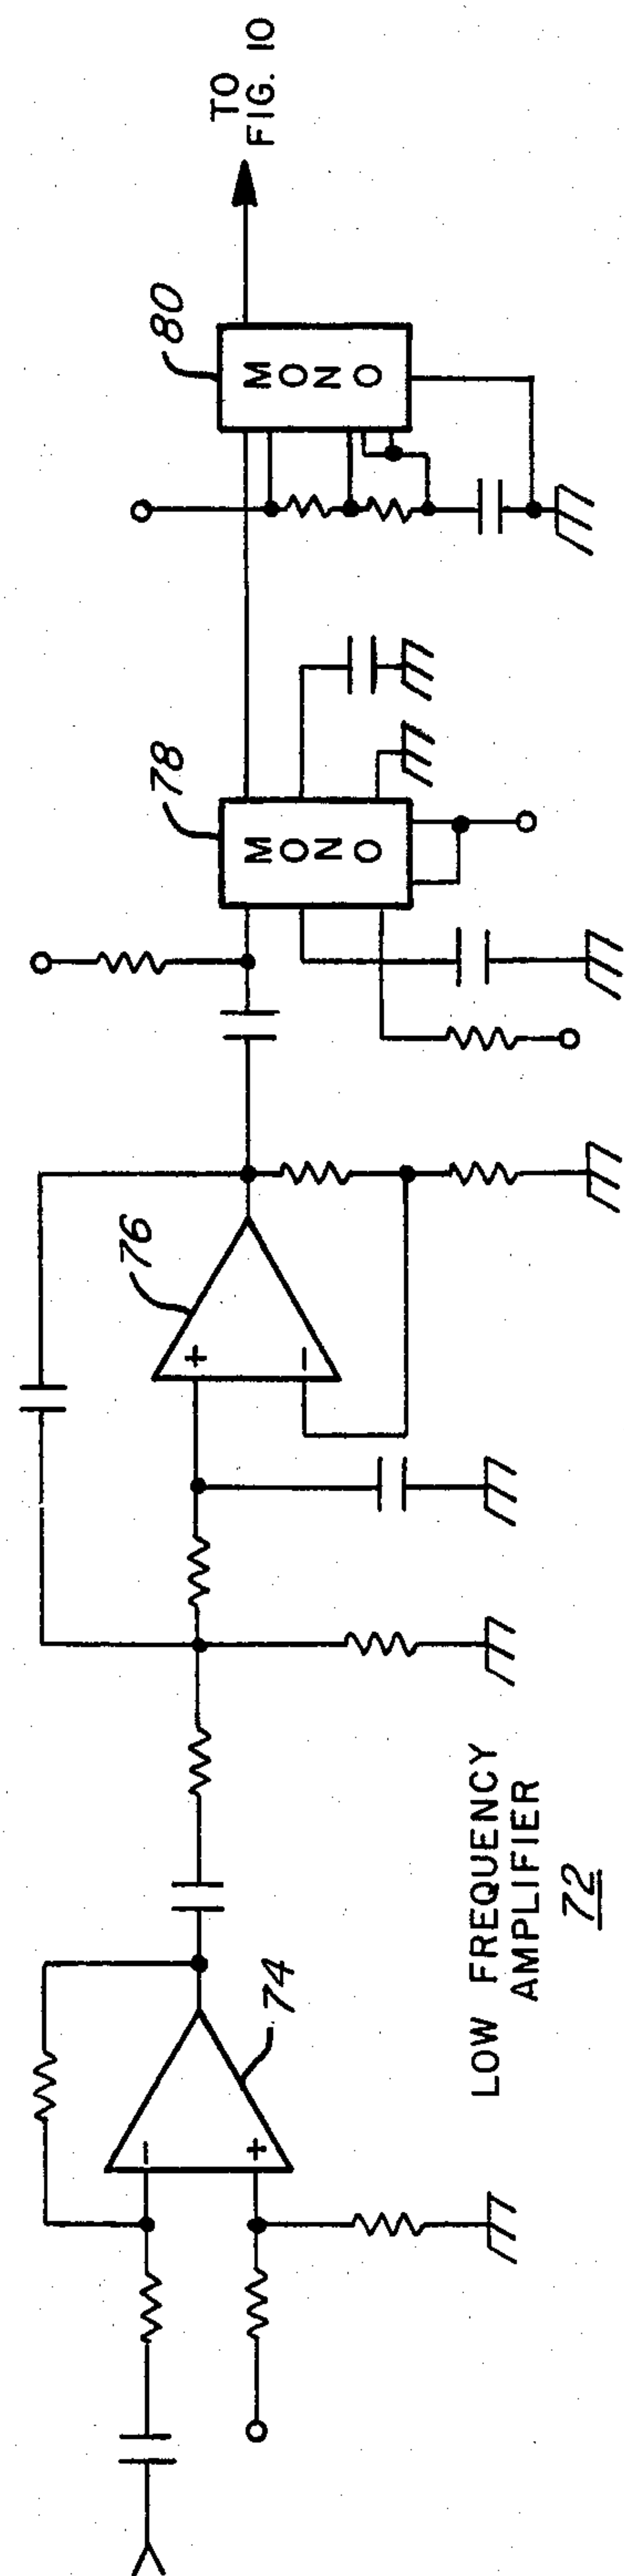 TO
FIG. 10
80
MONO
78
MONO
76
+
−
74
−
+
LOW FREQUENCY
AMPLIFIER
72